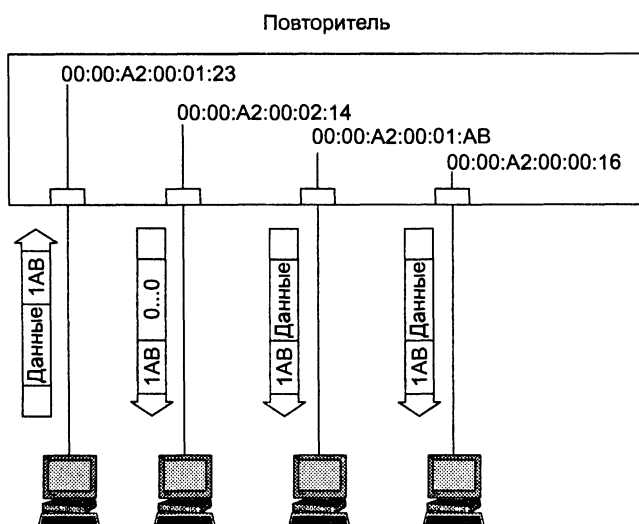 Повторитель
00:00:A2:00:01:23
00:00:A2:00:02:14
00:00:A2:00:01:AB
00:00:A2:00:00:16
Данные 1AB
1AB 0...0
1AB Данные
1AB Данные